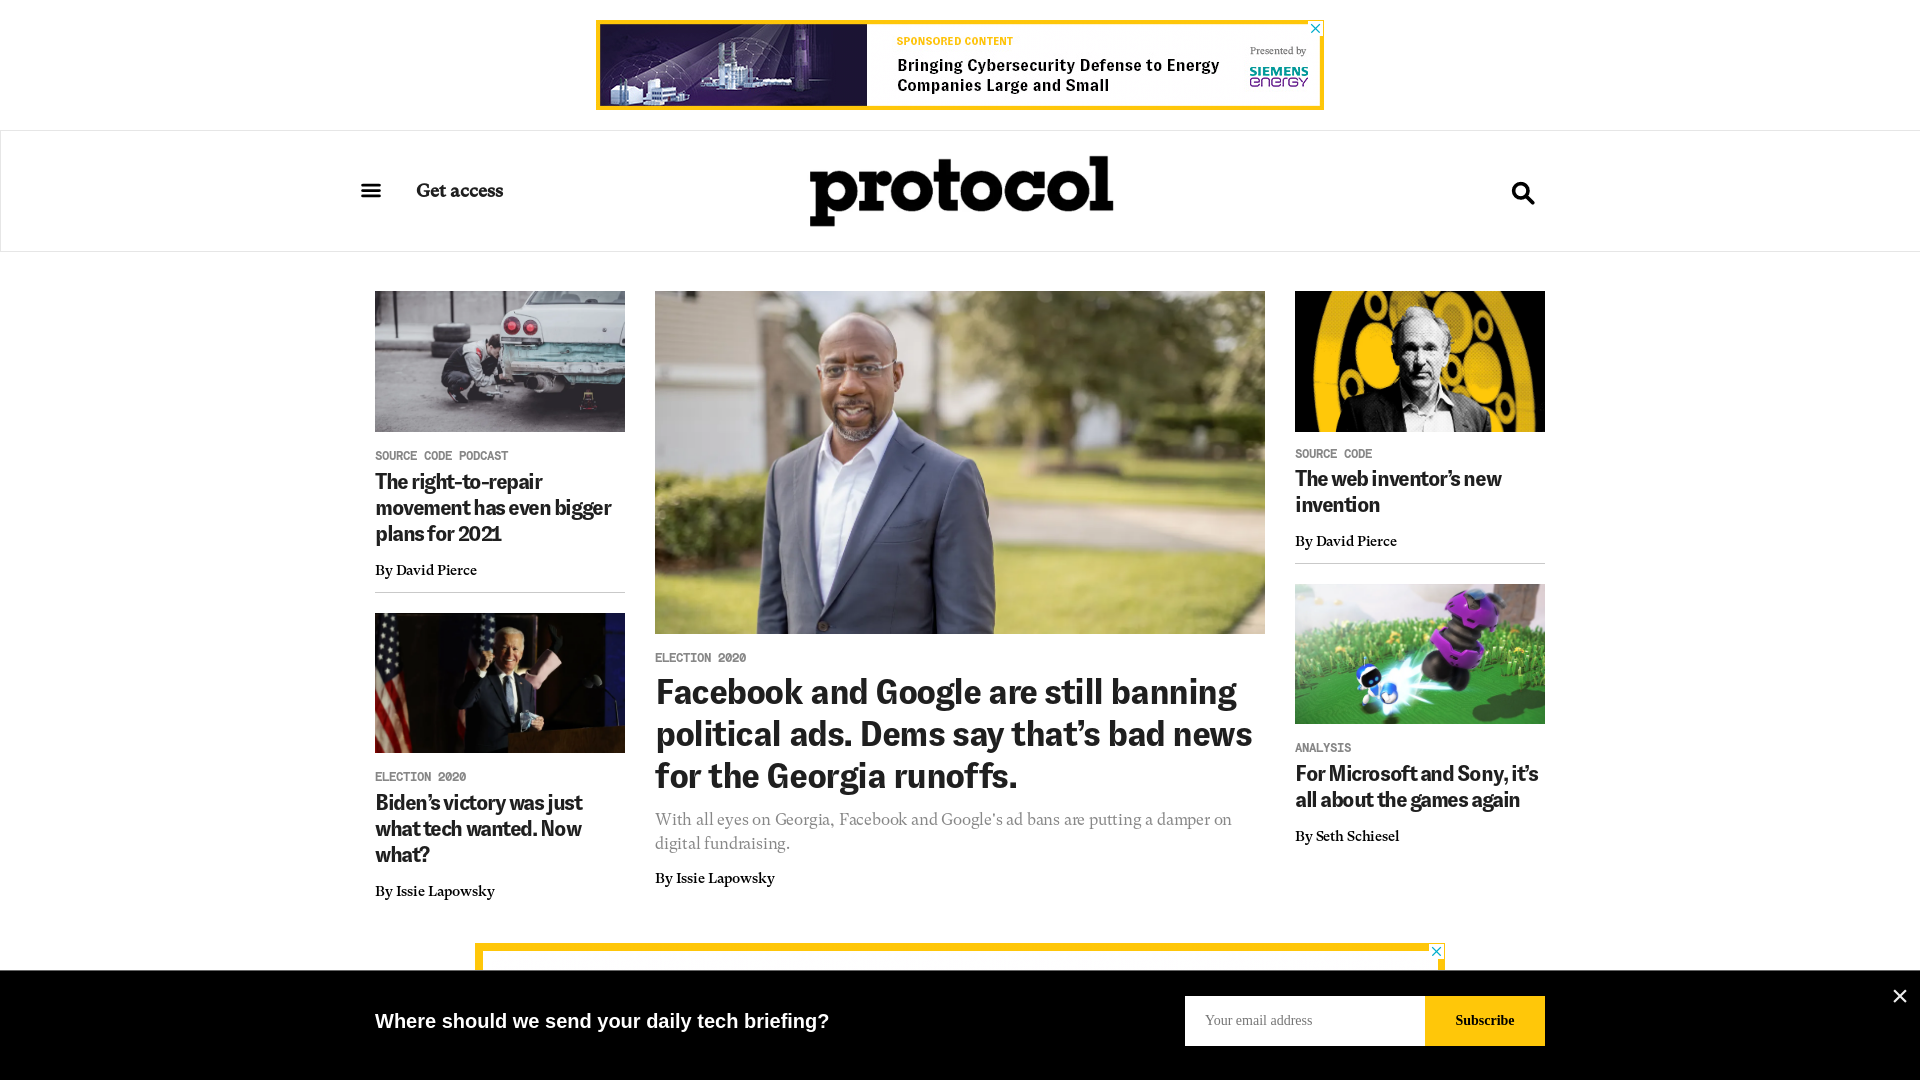 SPONSORED CONTENT
Bringing Cybersecurity Defense to Energy
Companies Large and Small
Presented by
SIEMENS
energy
Get access
protocol
SOURCE CODE PODCAST
The right-to-repair
movement has even bigger
plans for 2021
By David Pierce
ELECTION 2020
Biden’s victory was just
what tech wanted. Now
what?
By Issie Lapowsky
ELECTION 2020
Facebook and Google are still banning
political ads. Dems say that’s bad news
for the Georgia runoffs.
With all eyes on Georgia, Facebook and Google's ad bans are putting a damper on
digital fundraising.
By Issie Lapowsky
SOURCE CODE
The web inventor’s new
invention
By David Pierce
ANALYSIS
For Microsoft and Sony, it’s
all about the games again
By Seth Schiesel
Where should we send your daily tech briefing?
Your email address
Subscribe